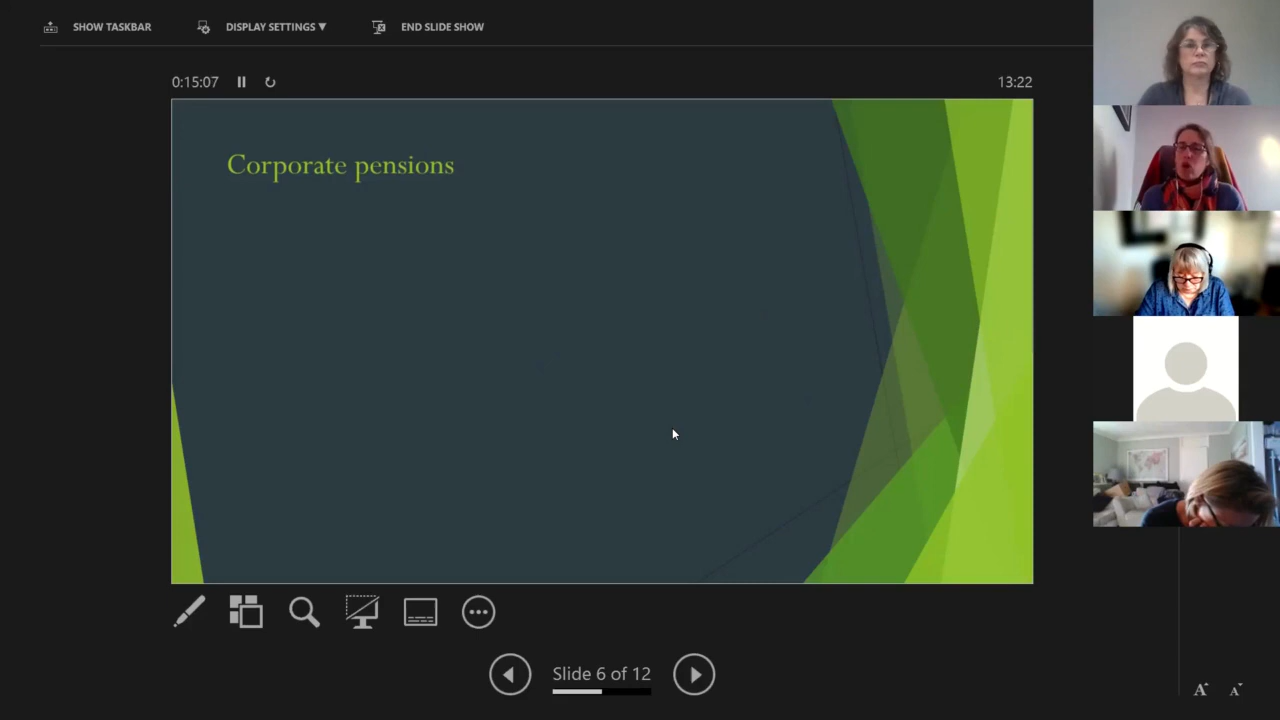 SHOW TASKBAR DISPLAY SETTINGS ▼ END SLIDE SHOW
0:15:07 13:22
Corporate pensions
Slide 6 of 12
A A